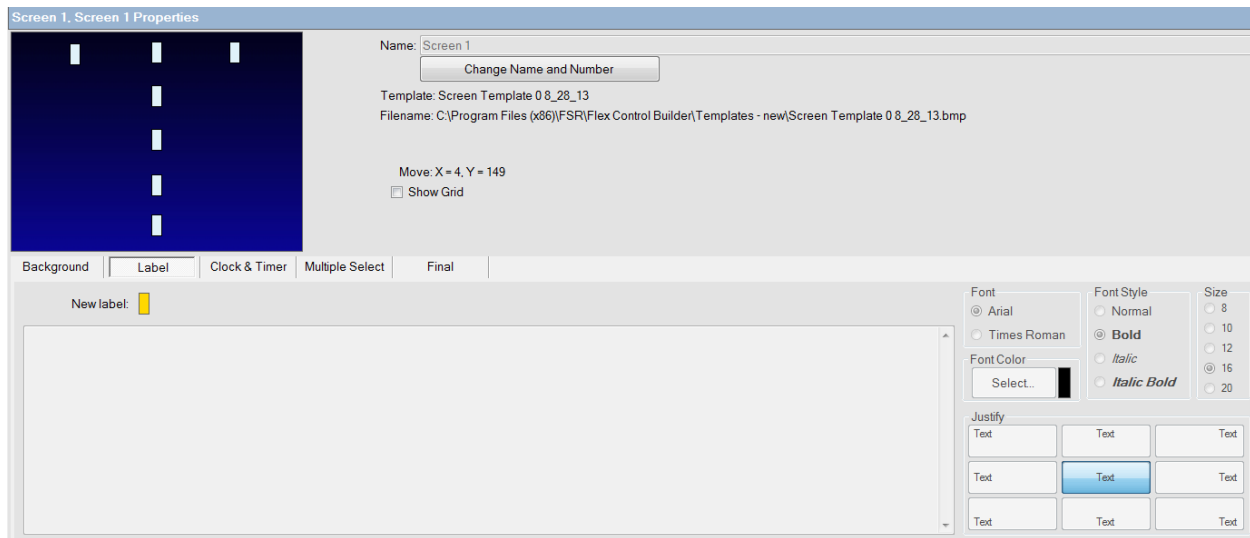 Screen 1, Screen 1 Properties
Name: Screen 1
Change Name and Number
Template: Screen Template 0 8_28_13
Filename: C:\Program Files (x86)\FSR\Flex Control Builder\Templates - new\Screen Template 0 8_28_13.bmp
Move: X = 4, Y = 149
Show Grid
Background Label Clock & Timer Multiple Select Final
New label:
Font
Arial
Times Roman
Font Color
Select...
Font Style
Normal
Bold
Italic
Italic Bold
Size
8
10
12
16
20
Justify
Text Text Text
Text Text Text
Text Text Text